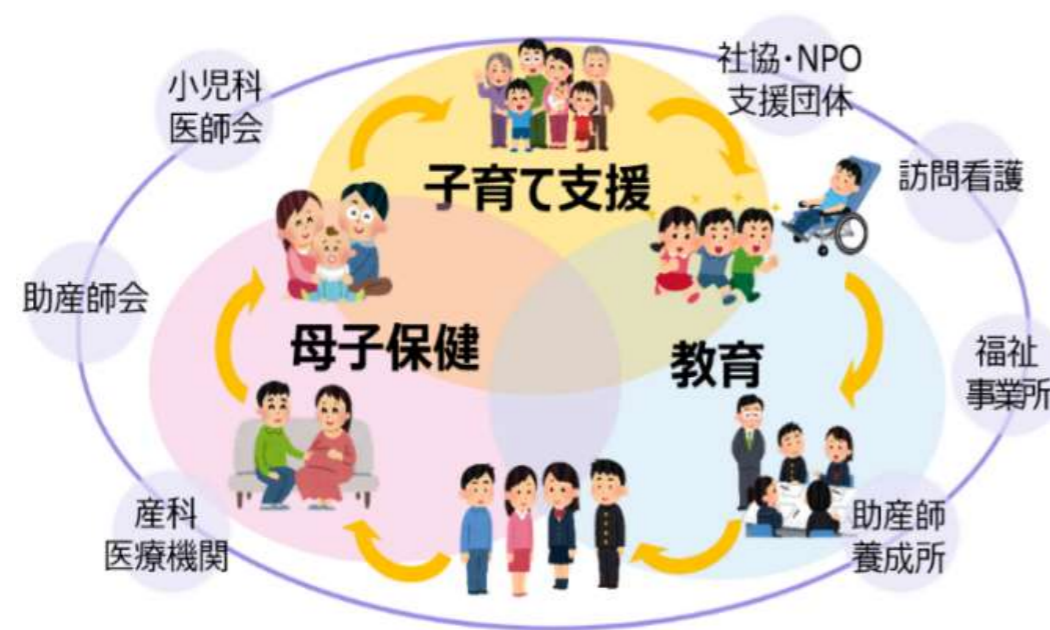 小児科
医師会
社協・NPO
支援団体
子育て支援
訪問看護
助産師会
母子保健
教育
福祉
事業所
産科
医療機関
助産師
養成所